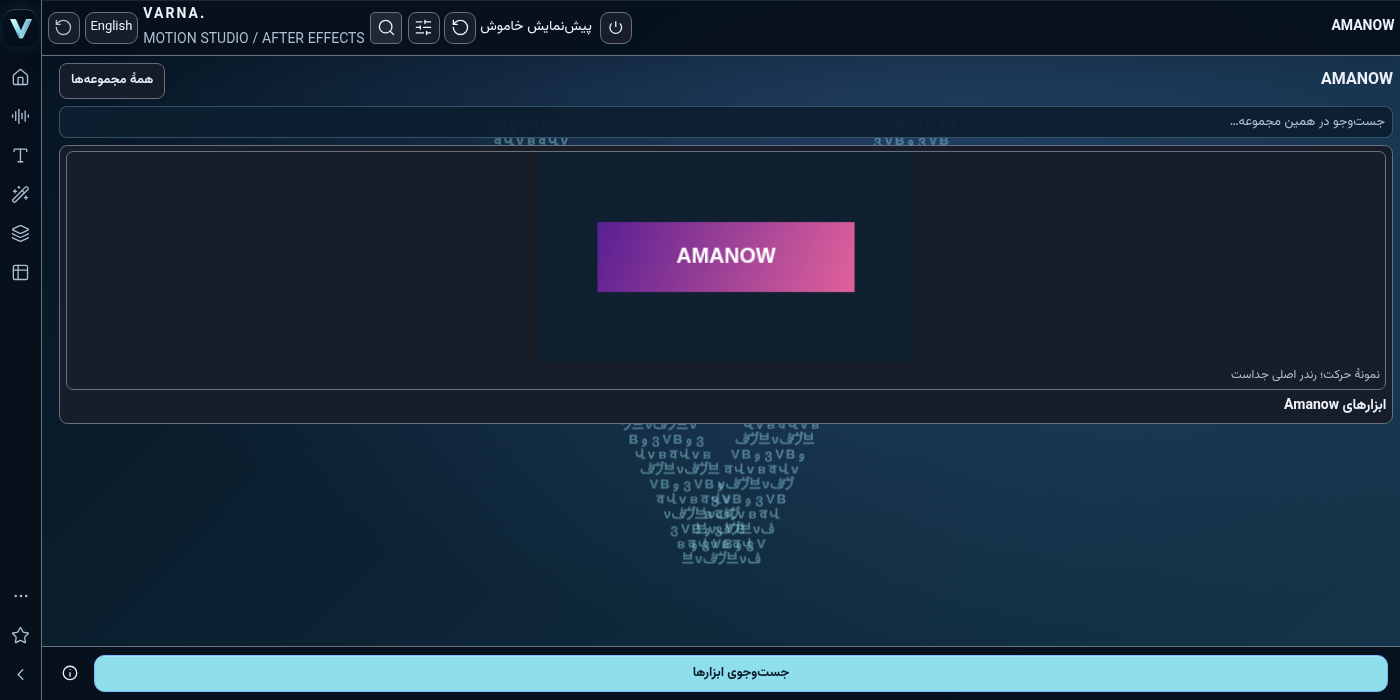 English
VARNA.
MOTION STUDIO / AFTER EFFECTS
پیش‌نمایش خاموش
AMANOW
همهٔ مجموعه‌ها
AMANOW
جست‌وجو در همین مجموعه...
AMANOW
نمونهٔ حرکت؛ رندر اصلی جداست
ابزارهای Amanow
جست‌وجوی ابزارها